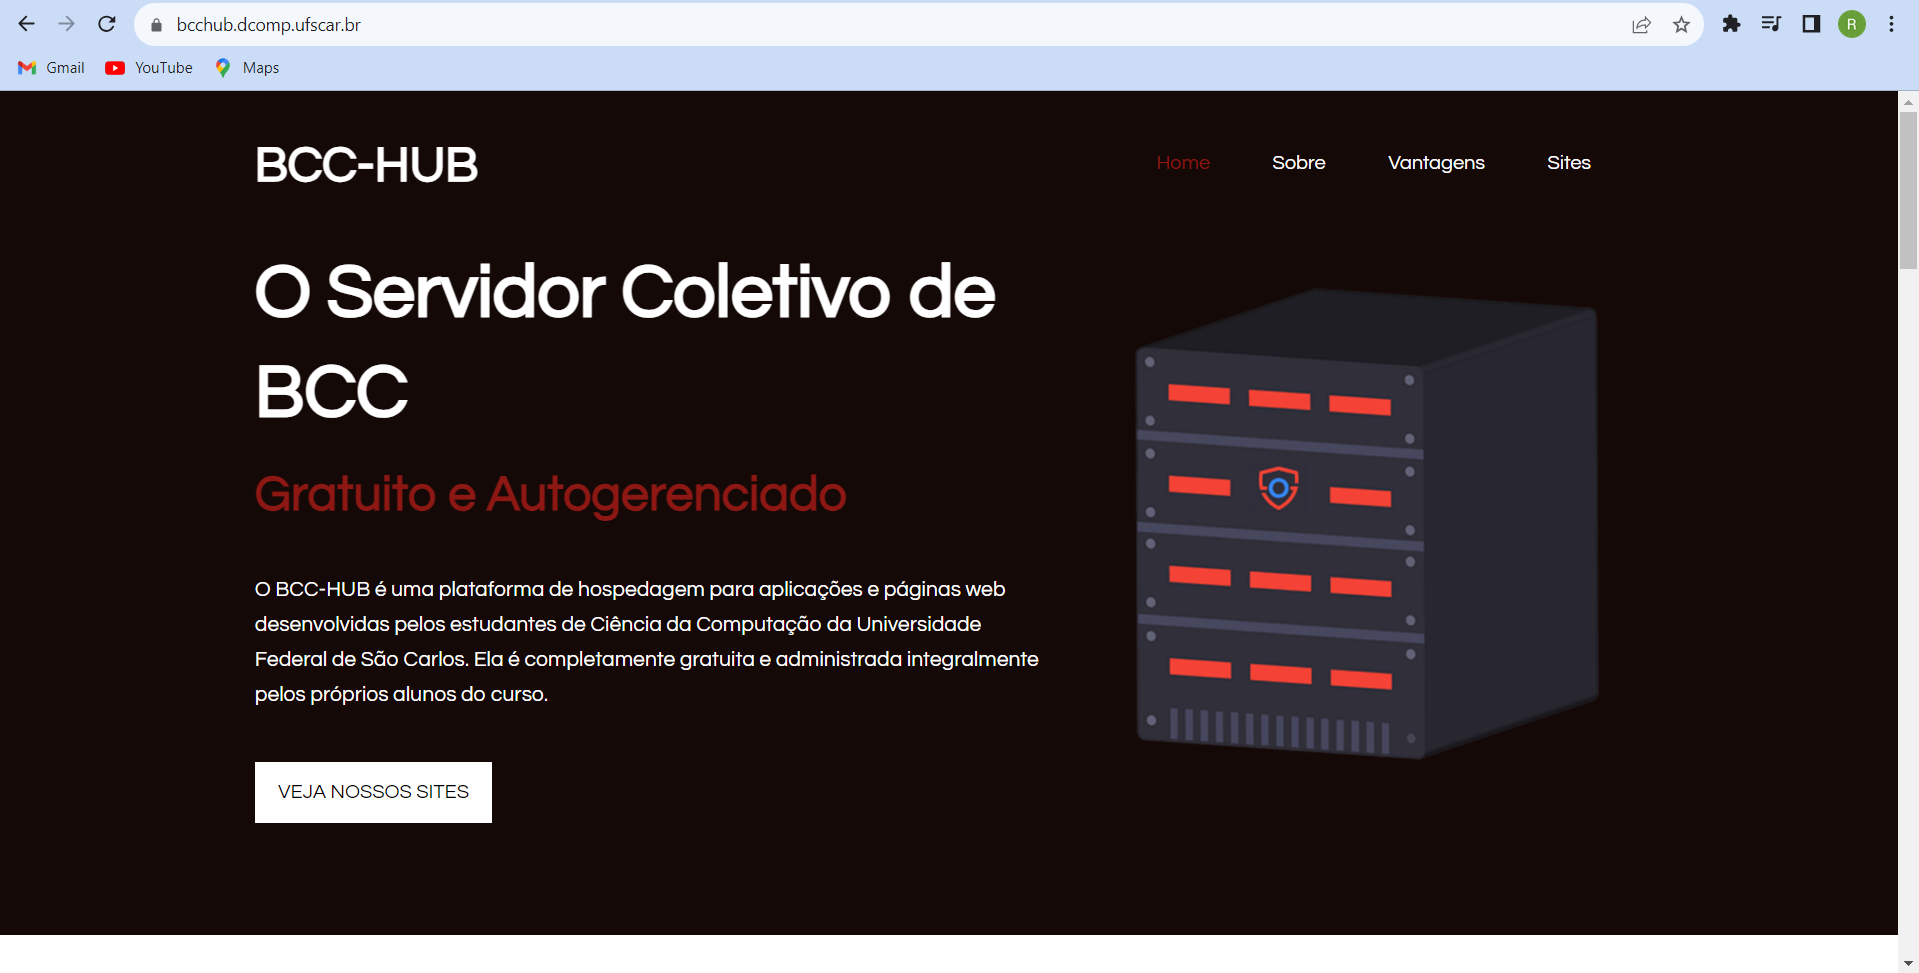 bcchub.dcomp.ufscar.br
R
Gmail YouTube Maps
BCC-HUB
Home Sobre Vantagens Sites
O Servidor Coletivo de
BCC
Gratuito e Autogerenciado
O BCC-HUB é uma plataforma de hospedagem para aplicações e páginas web
desenvolvidas pelos estudantes de Ciência da Computação da Universidade
Federal de São Carlos. Ela é completamente gratuita e administrada integralmente
pelos próprios alunos do curso.
VEJA NOSSOS SITES